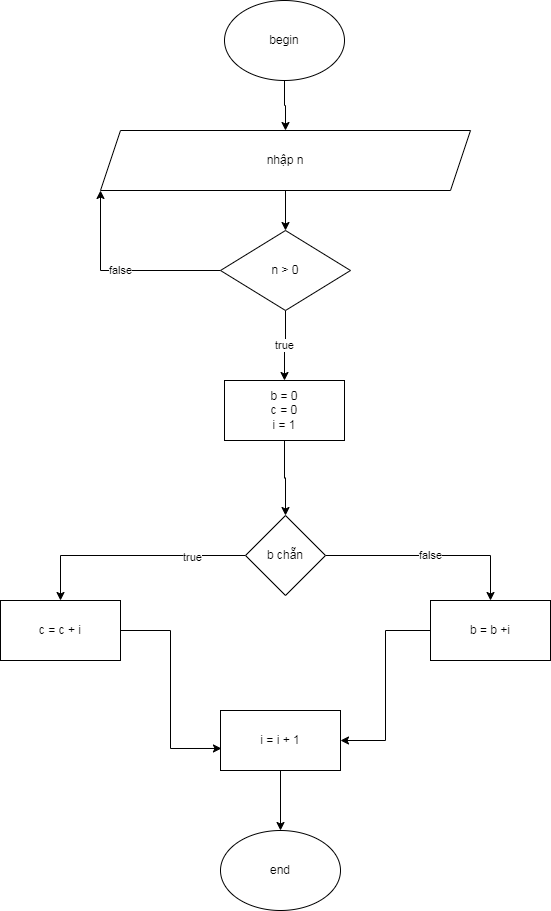 begin
nhập n
n > 0
false
true
b = 0
c = 0
i = 1
b chẵn
true
false
c = c + i
b = b +i
i = i + 1
end